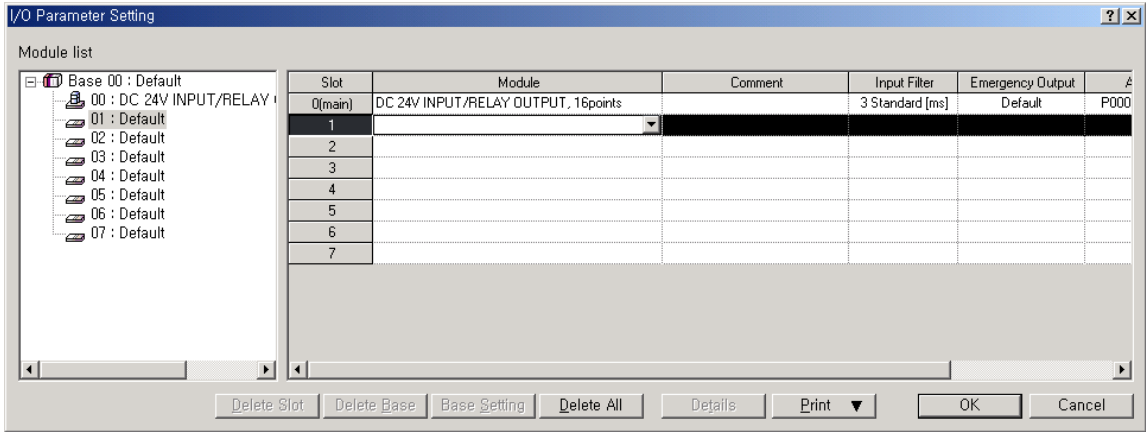 I/O Parameter Setting
Module list
Base 00 : Default
00 : DC 24V INPUT/RELAY
01 : Default
02 : Default
03 : Default
04 : Default
05 : Default
06 : Default
07 : Default
Slot Module Comment Input Filter Emergency Output
0(main) DC 24V INPUT/RELAY OUTPUT, 16points 3 Standard [ms] Default P000
1
2
3
4
5
6
7
Delete Slot Delete Base Base Setting Delete All Details Print ▼ OK Cancel